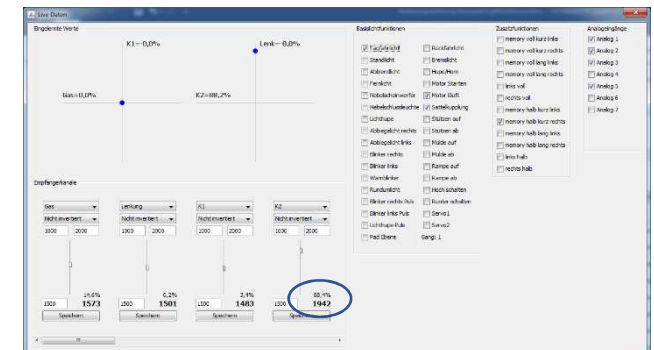 Live Daten
Eingelernte Werte
K1=-0,0%
Lenk=-0,0%
Gas=0,0%
K2=88,2%
Empfängerkanäle
Gas
Lenkung
K1
K2
Nicht invertiert
Nicht invertiert
Nicht invertiert
Nicht invertiert
1000 2000
1000 2000
1000 2000
1000 2000
14,6%
0,2%
2,4%
88,4%
1500 1573
1500 1501
1500 1483
1500 1942
Speichern
Speichern
Speichern
Speichern
Basislichtfunktionen
Tagfahrlicht
Standlicht
Abblendlicht
Fernlicht
Nebelscheinwerfer
Nebelschlussleuchte
Lichthupe
Abbiegelicht rechts
Abbiegelicht links
Blinker rechts
Blinker links
Warnblinker
Rundumlicht
Blinker rechts Puls
Blinker links Puls
Lichthupe Puls
Pad Ebene
Rückfahrlicht
Bremslicht
Hupe/Horn
Motor Starten
Motor läuft
Sattelkupplung
Stützen auf
Stützen ab
Mulde auf
Mulde ab
Rampe auf
Rampe ab
Hoch schalten
Runter schalten
Servo1
Servo2
Gang: 1
Zusatzfunktionen
memory voll kurz links
memory voll kurz rechts
memory voll lang links
memory voll lang rechts
links voll
rechts voll
memory halb kurz links
memory halb kurz rechts
memory halb lang links
memory halb lang rechts
links halb
rechts halb
Analogeingänge
Analog 1
Analog 2
Analog 3
Analog 4
Analog 5
Analog 6
Analog 7